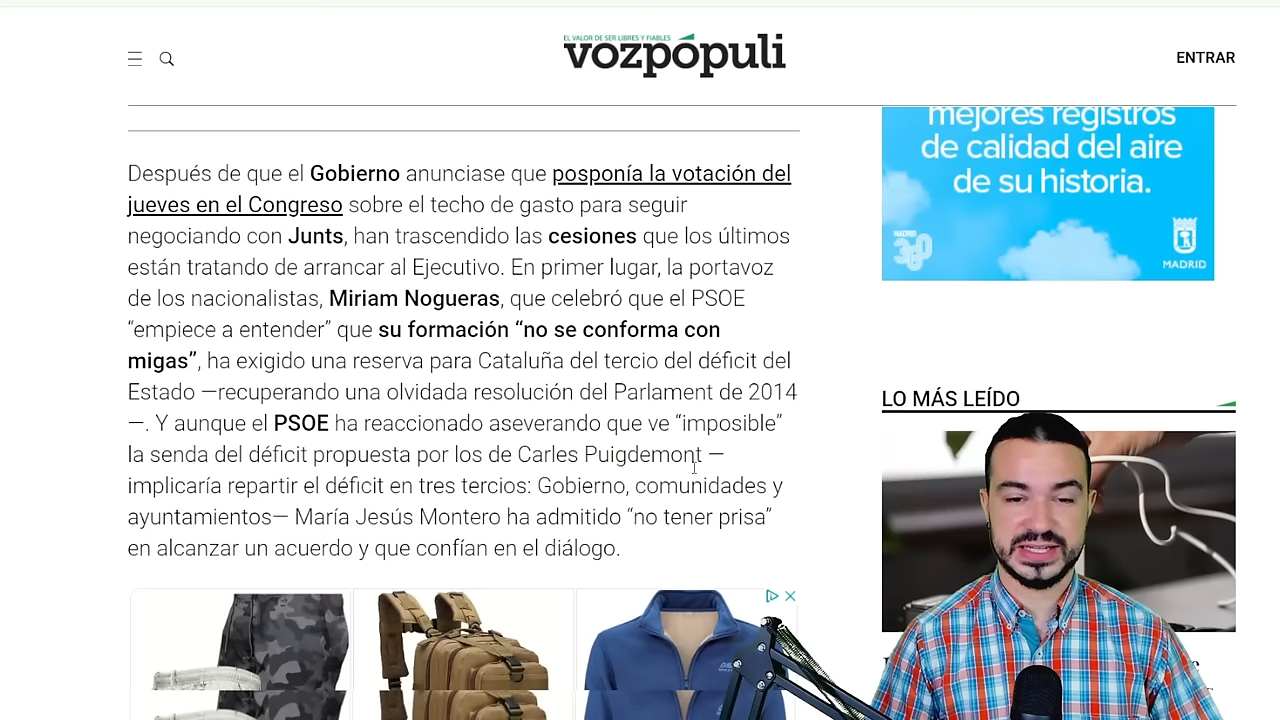 EL VALOR DE SER LIBRES Y FIABLES
vozpópuli
ENTRAR
Después de que el Gobierno anunciase que posponía la votación del
jueves en el Congreso sobre el techo de gasto para seguir
negociando con Junts, han trascendido las cesiones que los últimos
están tratando de arrancar al Ejecutivo. En primer lugar, la portavoz
de los nacionalistas, Miriam Nogueras, que celebró que el PSOE
“empiece a entender” que su formación “no se conforma con
migas”, ha exigido una reserva para Cataluña del tercio del déficit del
Estado —recuperando una olvidada resolución del Parlament de 2014
—. Y aunque el PSOE ha reaccionado aseverando que ve “imposible”
la senda del déficit propuesta por los de Carles Puigdemont —
implicaría repartir el déficit en tres tercios: Gobierno, comunidades y
ayuntamientos— María Jesús Montero ha admitido “no tener prisa”
en alcanzar un acuerdo y que confían en el diálogo.
mejores registros
de calidad del aire
de su historia.
MADRID
MADRID
LO MÁS LEÍDO